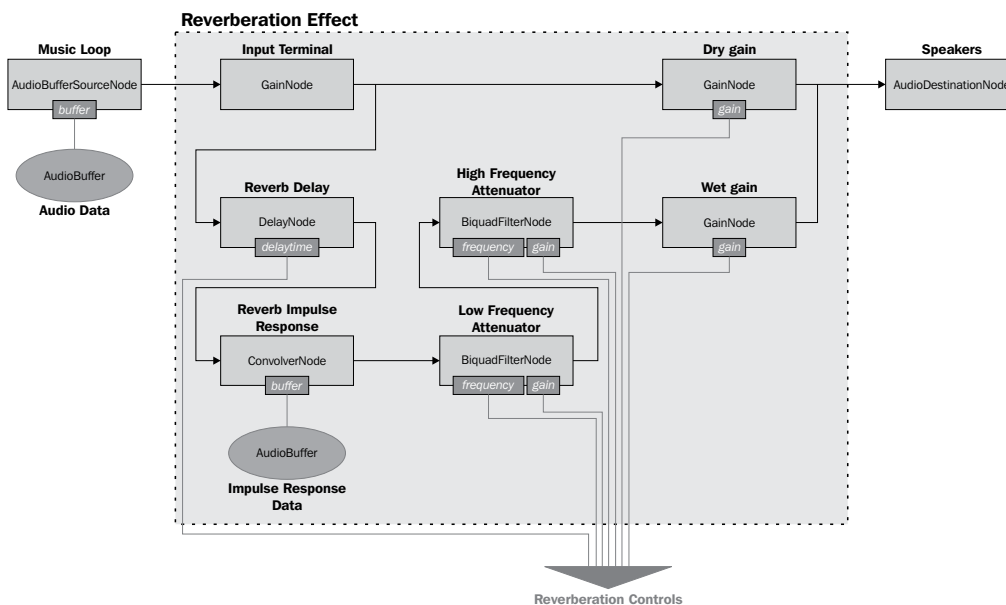 Reverberation Effect
Music Loop
Input Terminal
Dry gain
Speakers
AudioBufferSourceNode
GainNode
GainNode
AudioDestinationNode
buffer
gain
AudioBuffer
Audio Data
Reverb Delay
High Frequency
Attenuator
Wet gain
DelayNode
BiquadFilterNode
GainNode
delaytime
frequency
gain
gain
Reverb Impulse
Response
Low Frequency
Attenuator
ConvolverNode
BiquadFilterNode
buffer
frequency
gain
AudioBuffer
Impulse Response
Data
Reverberation Controls